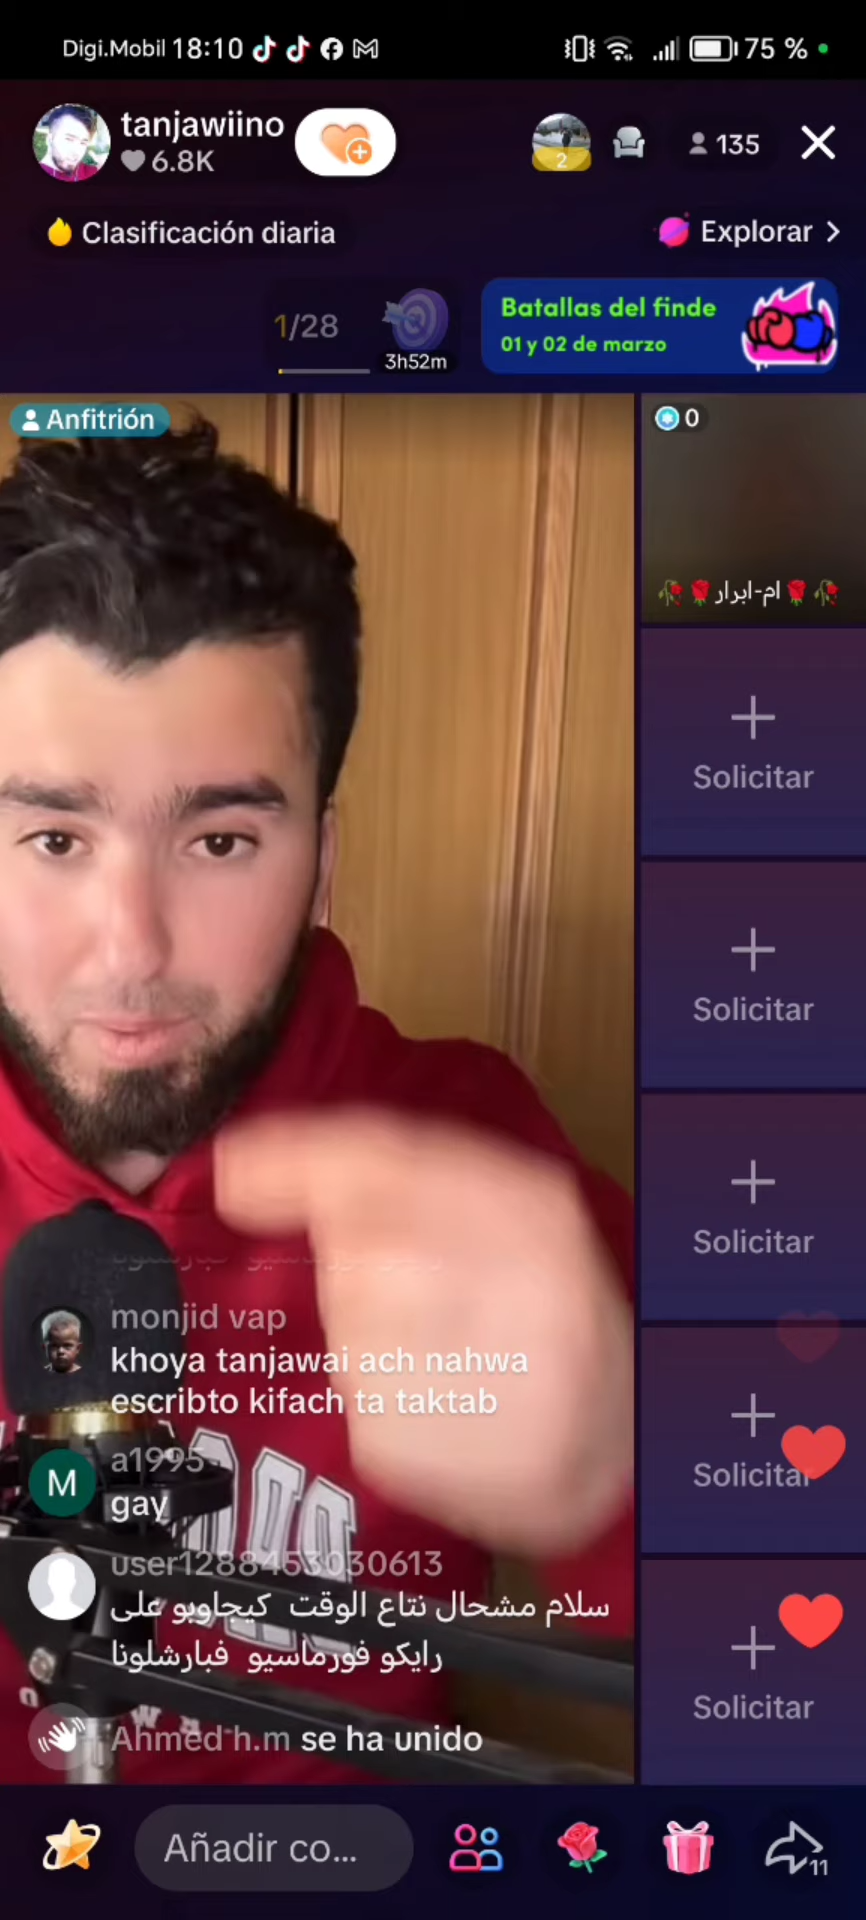 Digi.Mobil 18:10 75 %
tanjawiino
6.8K
2
135
Clasificación diaria
Explorar >
1/28
3h52m
Batallas del finde
01 y 02 de marzo
Anfitrión
0
🥀🌹ام-ابرار🌹🥀
Solicitar
Solicitar
Solicitar
Solicitar
Solicitar
monjid vap
khoya tanjawai ach nahwa
escribto kifach ta taktab
M
a1995
gay
user1288453030613
سلام مشحال نتاع الوقت كيجاوبو على
رايكو فورماسيو فبارشلونا
Ahmed h.m se ha unido
Añadir co...
11